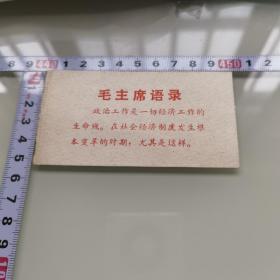 毛主席语录
政治工作是一切经济工作的
生命线。在社会经济制度发生根
本变革的时期，尤其是这样。